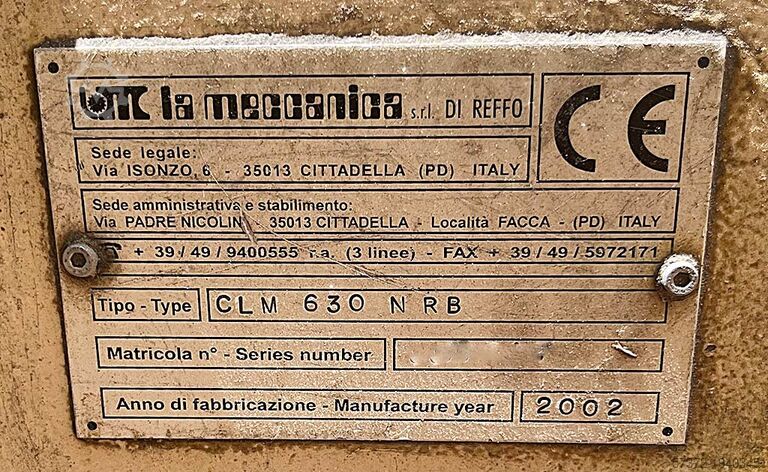 la meccanica s.r.l. DI REFFO
CE
Sede legale:
Via ISONZO, 6 - 35013 CITTADELLA (PD) ITALY
Sede amministrativa e stabilimento:
Via PADRE NICOLINI, 35013 CITTADELLA - Località FACCA - (PD) ITALY
☎ + 39 / 49 / 9400555 r.a. (3 linee) - FAX + 39 / 49 / 5972171
Tipo - Type CLM 630 N RB
Matricola n° - Series number
Anno di fabbricazione - Manufacture year 2002